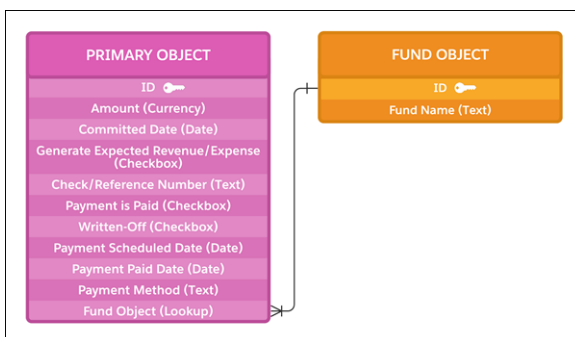 PRIMARY OBJECT
ID
Amount (Currency)
Committed Date (Date)
Generate Expected Revenue/Expense
(Checkbox)
Check/Reference Number (Text)
Payment is Paid (Checkbox)
Written-Off (Checkbox)
Payment Scheduled Date (Date)
Payment Paid Date (Date)
Payment Method (Text)
Fund Object (Lookup)
FUND OBJECT
ID
Fund Name (Text)